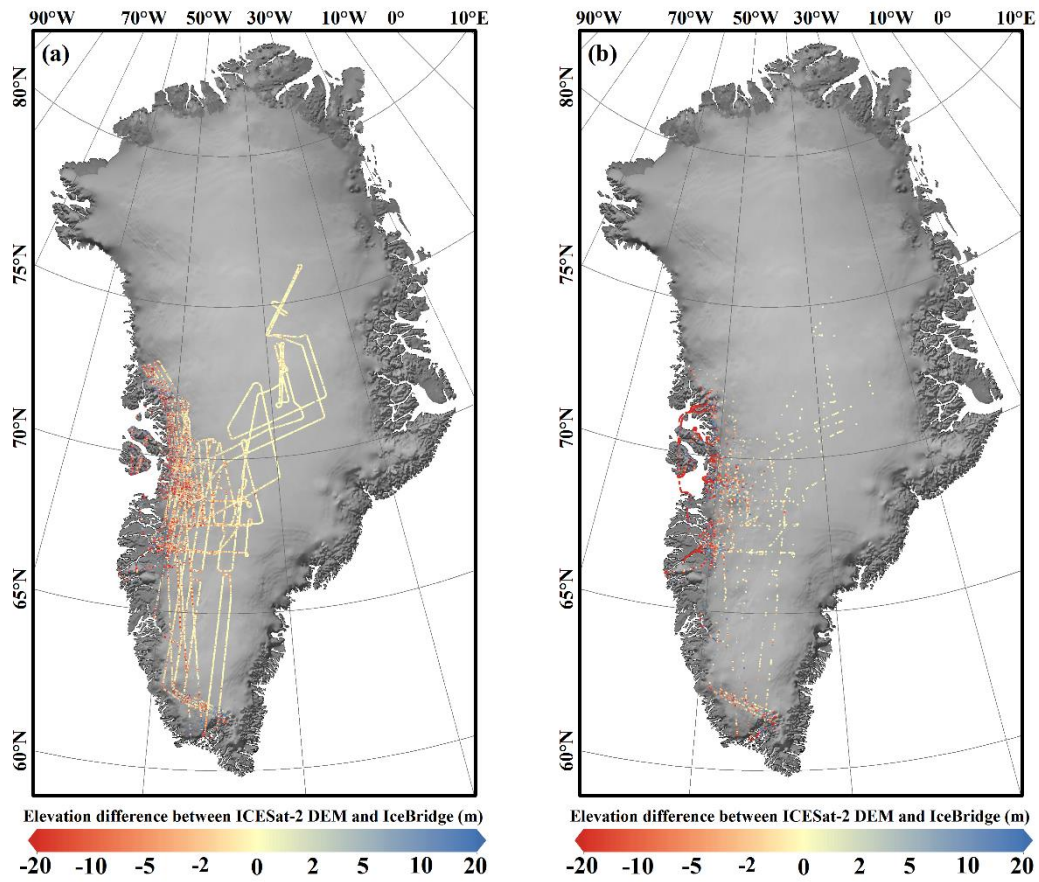 90°W 70°W 50°W 30°W 10°W 0° 10°E
(a)
80°N
75°N
70°N
65°N
60°N
Elevation difference between ICESat-2 DEM and IceBridge (m)
-20 -10 -5 -2 0 2 5 10 20
90°W 70°W 50°W 30°W 10°W 0° 10°E
(b)
80°N
75°N
70°N
65°N
60°N
Elevation difference between ICESat-2 DEM and IceBridge (m)
-20 -10 -5 -2 0 2 5 10 20